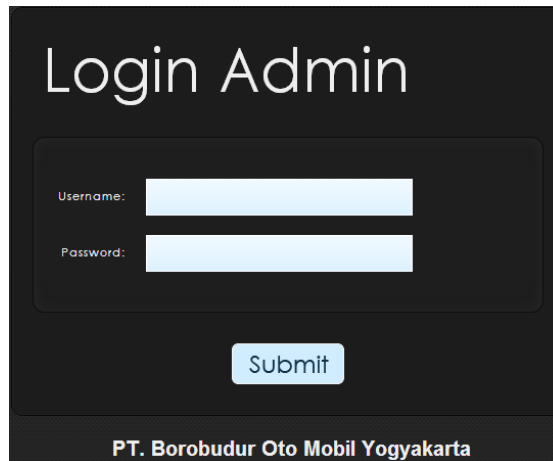 Login Admin
Username:
Password:
Submit
PT. Borobudur Oto Mobil Yogyakarta